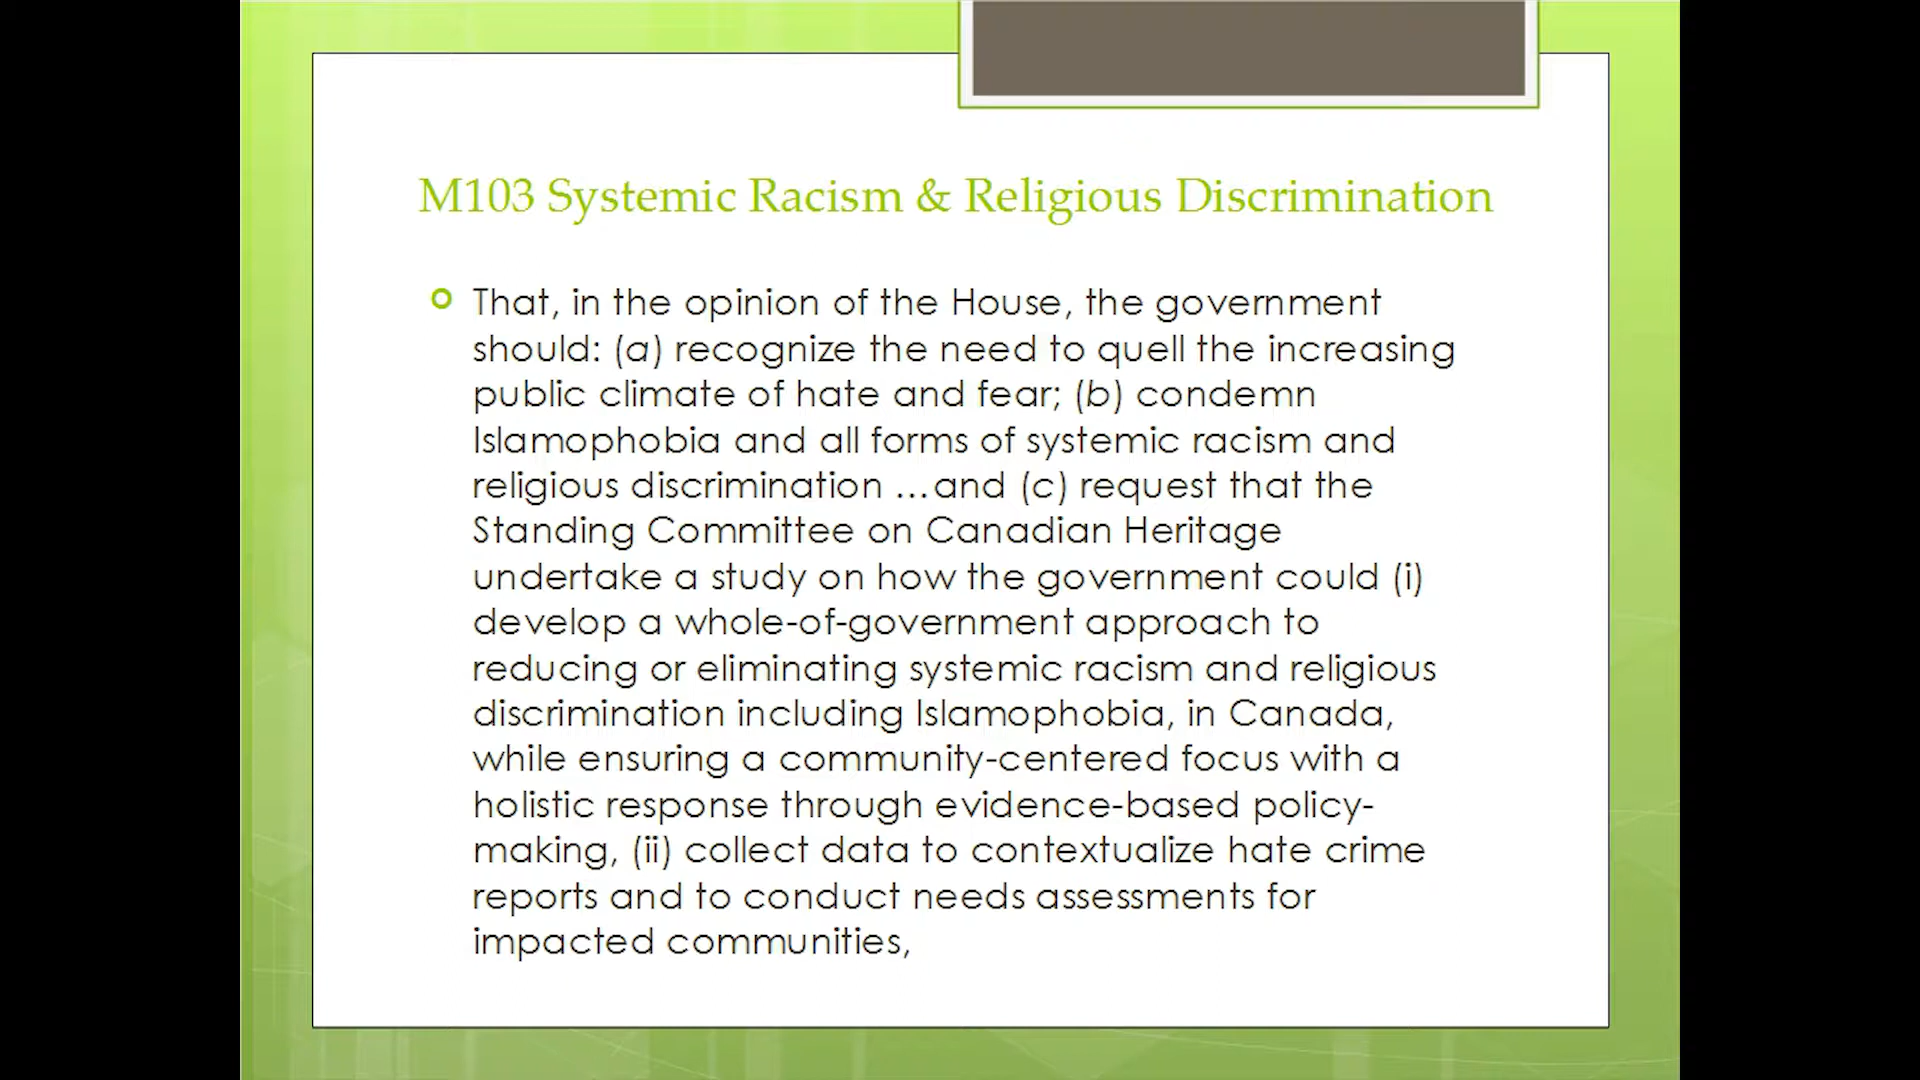 M103 Systemic Racism & Religious Discrimination
That, in the opinion of the House, the government
should: (a) recognize the need to quell the increasing
public climate of hate and fear; (b) condemn
Islamophobia and all forms of systemic racism and
religious discrimination …and (c) request that the
Standing Committee on Canadian Heritage
undertake a study on how the government could (i)
develop a whole-of-government approach to
reducing or eliminating systemic racism and religious
discrimination including Islamophobia, in Canada,
while ensuring a community-centered focus with a
holistic response through evidence-based policy-
making, (ii) collect data to contextualize hate crime
reports and to conduct needs assessments for
impacted communities,